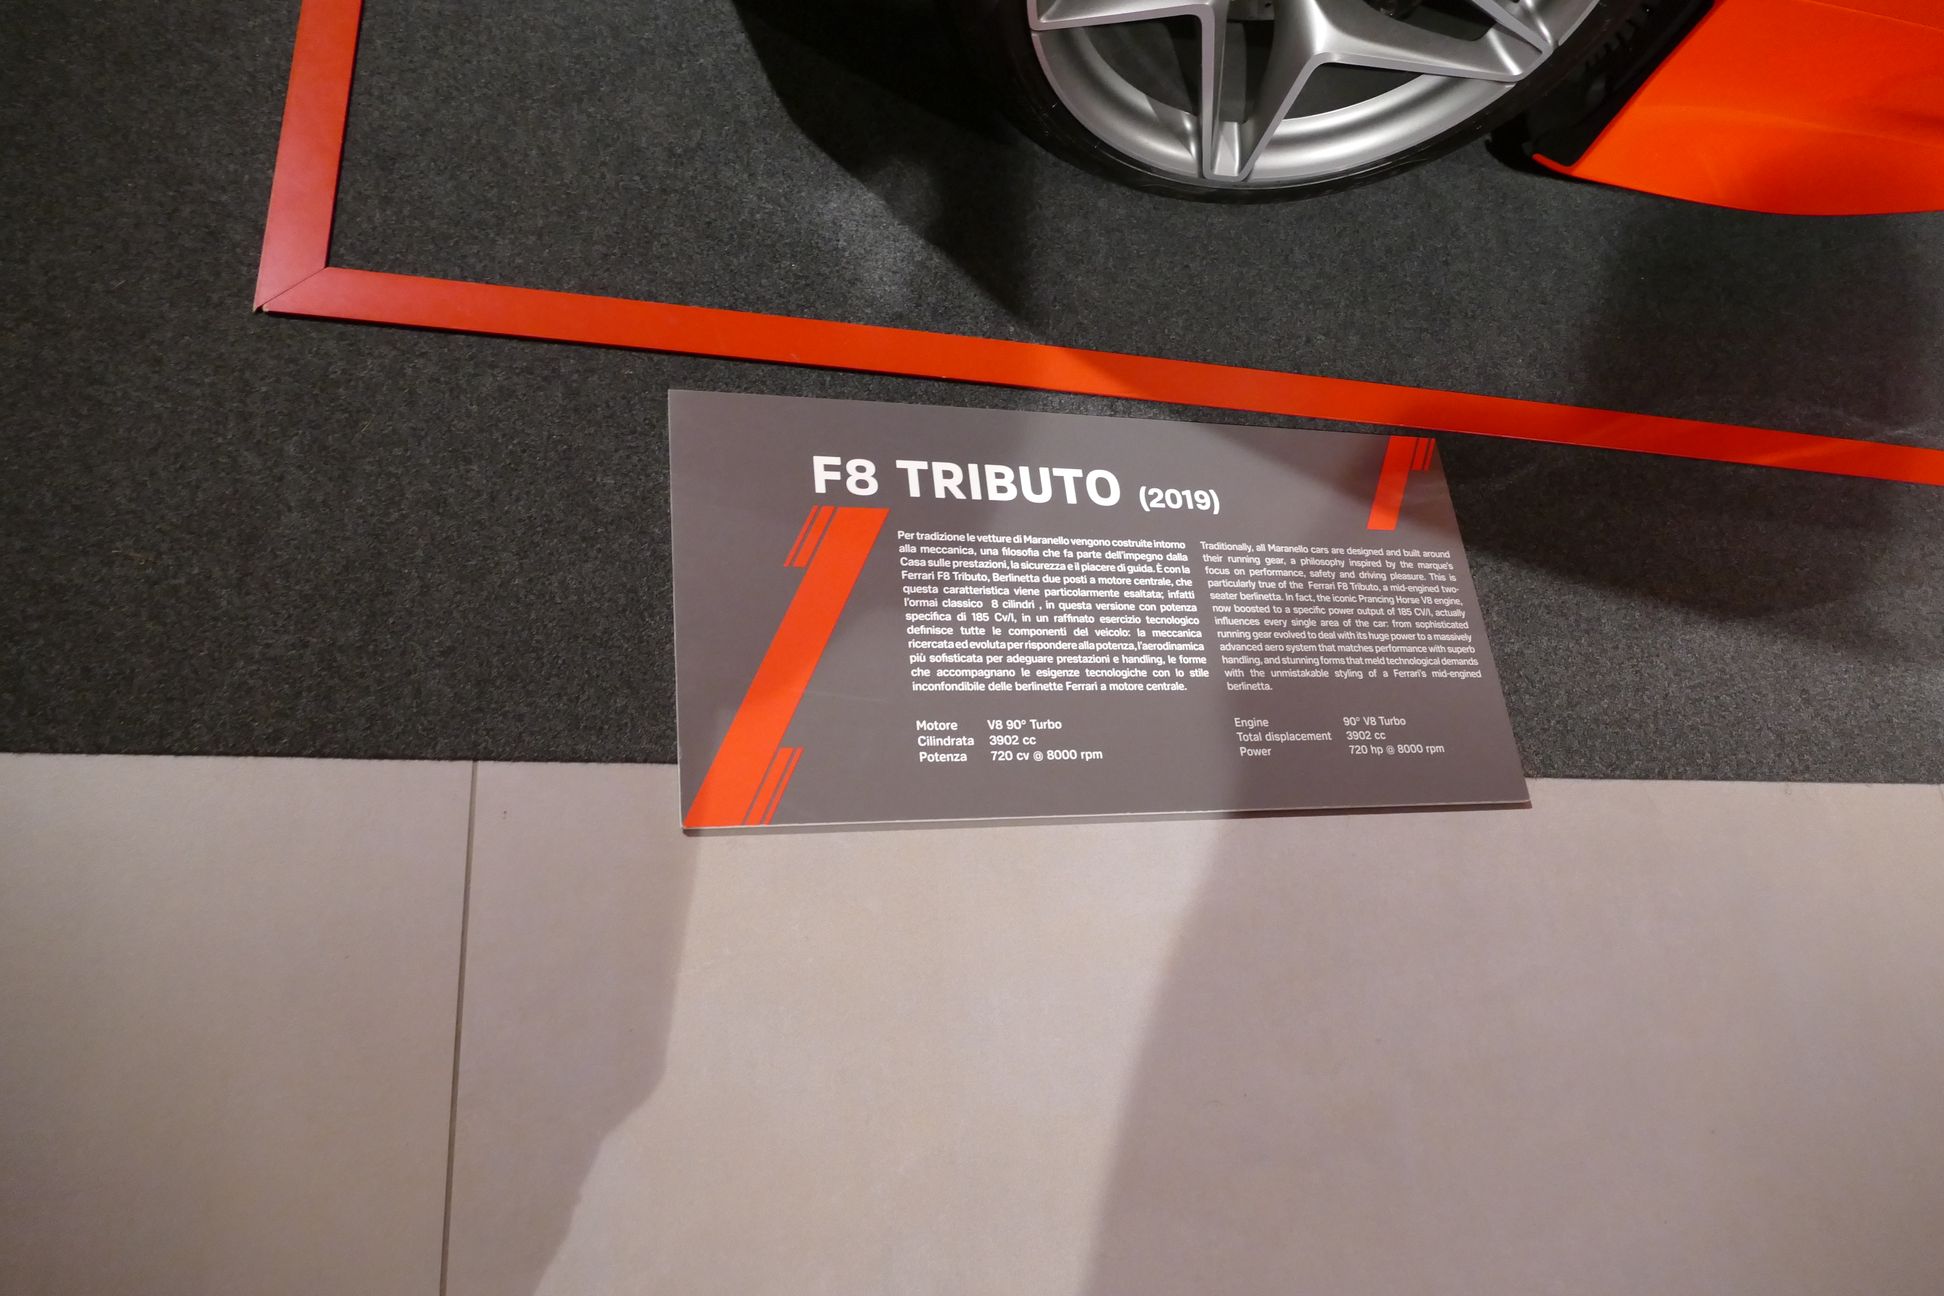 F8 TRIBUTO (2019)
Per tradizione le vetture di Maranello vengono costruite intorno
alla meccanica, una filosofia che fa parte dell'impegno dalla
Casa sulle prestazioni, la sicurezza e il piacere di guida. È con la
Ferrari F8 Tributo, Berlinetta due posti a motore centrale, che
questa caratteristica viene particolarmente esaltata; infatti
l'ormai classico 8 cilindri , in questa versione con potenza
specifica di 185 Cv/l, in un raffinato esercizio tecnologico
definisce tutte le componenti del veicolo: la meccanica
ricercata ed evoluta per rispondere alla potenza, l'aerodinamica
più sofisticata per adeguare prestazioni e handling, le forme
che accompagnano le esigenze tecnologiche con lo stile
inconfondibile delle berlinette Ferrari a motore centrale.
Motore V8 90° Turbo
Cilindrata 3902 cc
Potenza 720 cv @ 8000 rpm
Traditionally, all Maranello cars are designed and built around
their running gear, a philosophy inspired by the marque's
focus on performance, safety and driving pleasure. This is
particularly true of the Ferrari F8 Tributo, a mid-engined two-
seater berlinetta. In fact, the iconic Prancing Horse V8 engine,
now boosted to a specific power output of 185 CV/l, actually
influences every single area of the car: from sophisticated
running gear evolved to deal with its huge power to a massively
advanced aero system that matches performance with superb
handling, and stunning forms that meld technological demands
with the unmistakable styling of a Ferrari's mid-engined
berlinetta.
Engine 90° V8 Turbo
Total displacement 3902 cc
Power 720 hp @ 8000 rpm